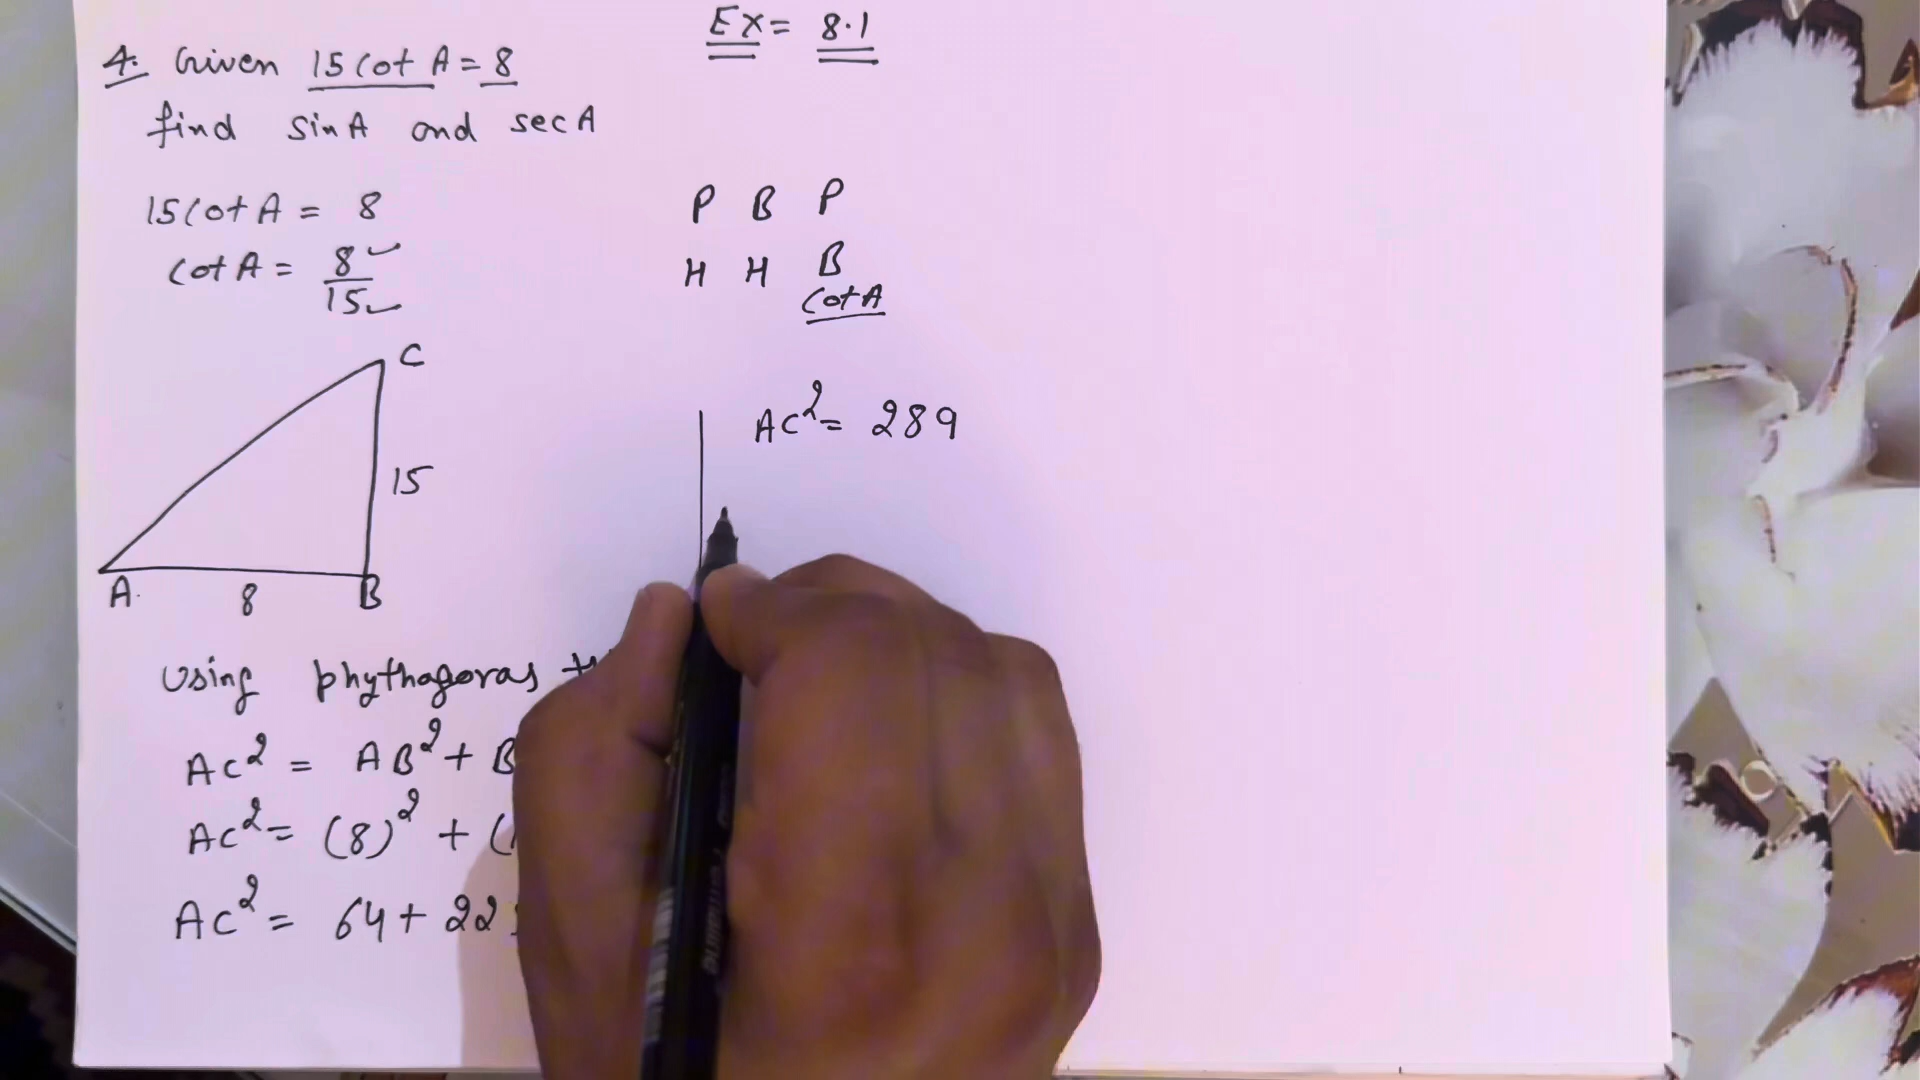 Ex= 8.1
4. Given 15 Cot A = 8
find sin A and sec A
15 Cot A = 8
Cot A = 8/15
P B P
H H B
Cot A
C
15
A
8
B
AC² = 289
Using phythagoras
AC² = AB² + B
AC² = (8)² + (
AC² = 64 + 22